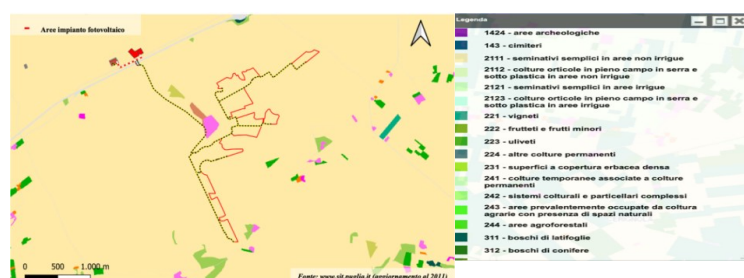 Aree impianto fotovoltaico
0 500 1.000 m
Fonte: www.sit.puglia.it (aggiornamento al 2011)
Legenda
1424 - aree archeologiche
143 - cimiteri
2111 - seminativi semplici in aree non irrigue
2112 - colture orticole in pieno campo in serra e
sotto plastica in aree non irrigue
2121 - seminativi semplici in aree irrigue
2123 - colture orticole in pieno campo in serra e
sotto plastica in aree irrigue
221 - vigneti
222 - frutteti e frutti minori
223 - uliveti
224 - altre colture permanenti
231 - superfici a copertura erbacea densa
241 - colture temporanee associate a colture
permanenti
242 - sistemi colturali e particellari complessi
243 - aree prevalentemente occupate da coltura
agrarie con presenza di spazi naturali
244 - aree agroforestali
311 - boschi di latifoglie
312 - boschi di conifere